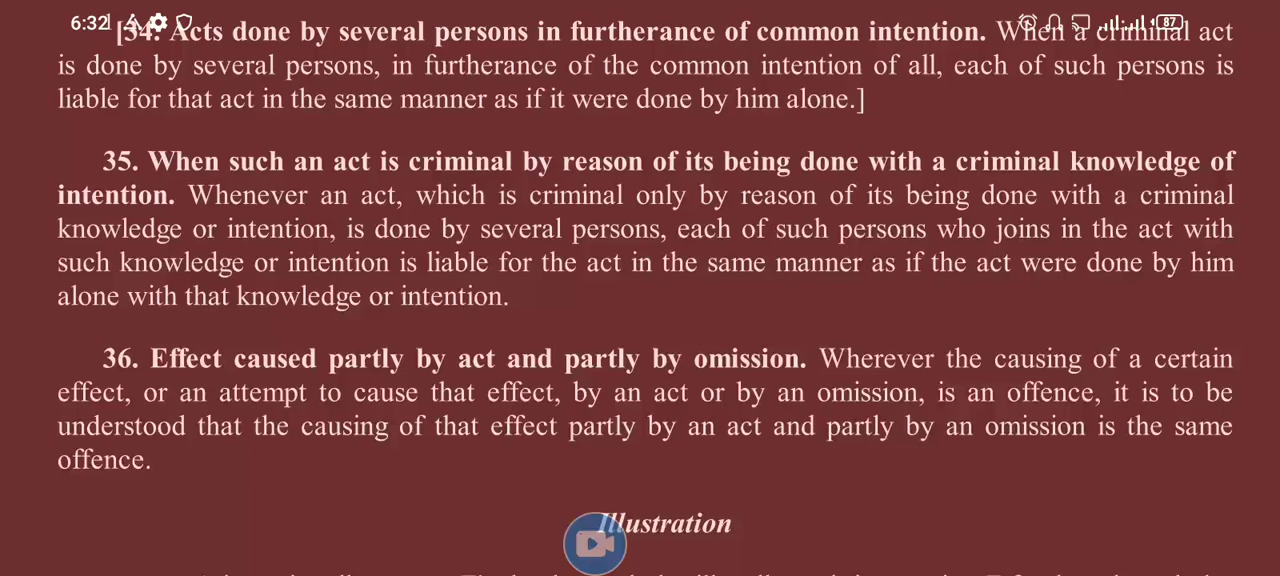 6:32
[34. Acts done by several persons in furtherance of common intention. When a criminal act
87
is done by several persons, in furtherance of the common intention of all, each of such persons is
liable for that act in the same manner as if it were done by him alone.]
35. When such an act is criminal by reason of its being done with a criminal knowledge of
intention. Whenever an act, which is criminal only by reason of its being done with a criminal
knowledge or intention, is done by several persons, each of such persons who joins in the act with
such knowledge or intention is liable for the act in the same manner as if the act were done by him
alone with that knowledge or intention.
36. Effect caused partly by act and partly by omission. Wherever the causing of a certain
effect, or an attempt to cause that effect, by an act or by an omission, is an offence, it is to be
understood that the causing of that effect partly by an act and partly by an omission is the same
offence.
Illustration